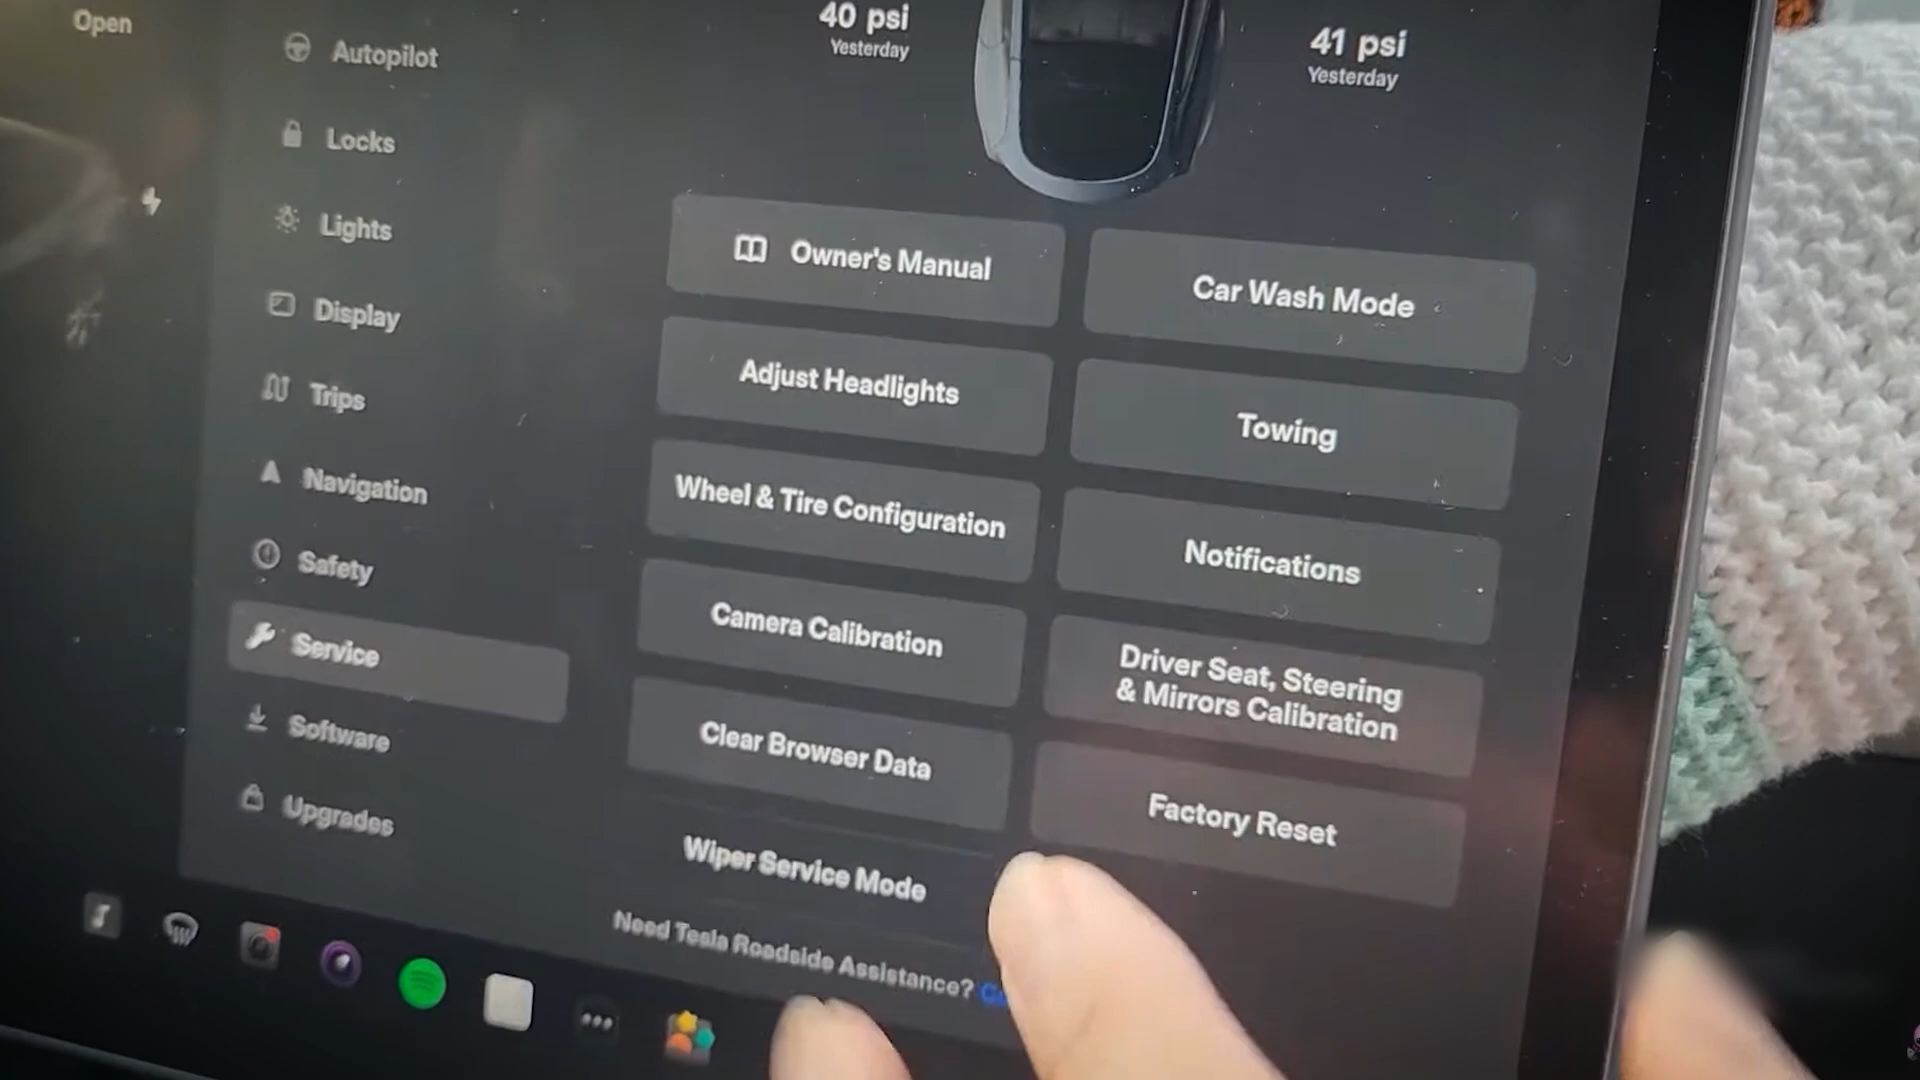 Open
Autopilot
Locks
Lights
Display
Trips
Navigation
Safety
Service
Software
Upgrades
40 psi
Yesterday
41 psi
Yesterday
Owner's Manual
Car Wash Mode
Adjust Headlights
Towing
Wheel & Tire Configuration
Notifications
Camera Calibration
Driver Seat, Steering
& Mirrors Calibration
Clear Browser Data
Factory Reset
Wiper Service Mode
Need Tesla Roadside Assistance?